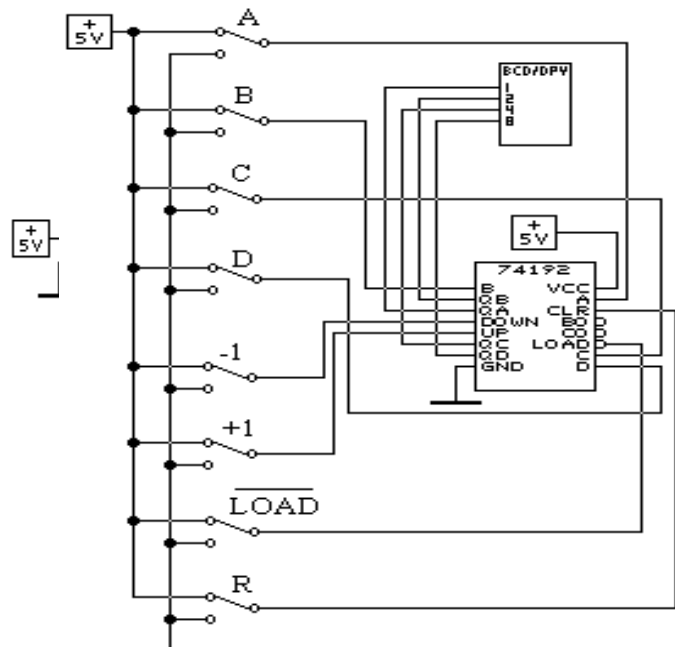 +
5V
A
B
C
+
5V
D
-1
+1
LOAD
R
BCD/DPY
1
2
4
8
+
5V
74192
B VCC
QB A
QA CLR
DOWN BO
UP CO
QC LOAD
QD C
GND D